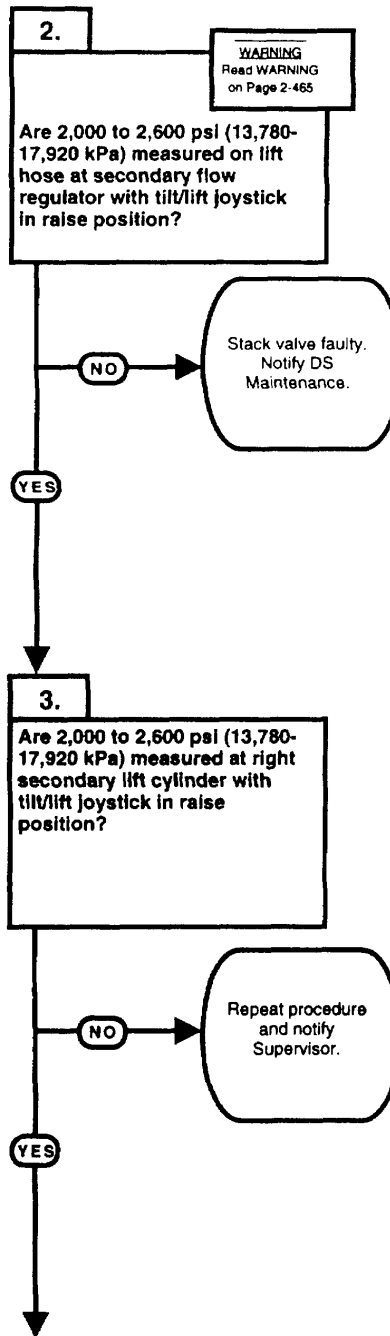 2.
WARNING
Read WARNING
on Page 2-465
Are 2,000 to 2,600 psi (13,780-
17,920 kPa) measured on lift
hose at secondary flow
regulator with tilt/lift joystick
in raise position?
NO
Stack valve faulty.
Notify DS
Maintenance.
YES
3.
Are 2,000 to 2,600 psi (13,780-
17,920 kPa) measured at right
secondary lift cylinder with
tilt/lift joystick in raise
position?
NO
Repeat procedure
and notify
Supervisor.
YES